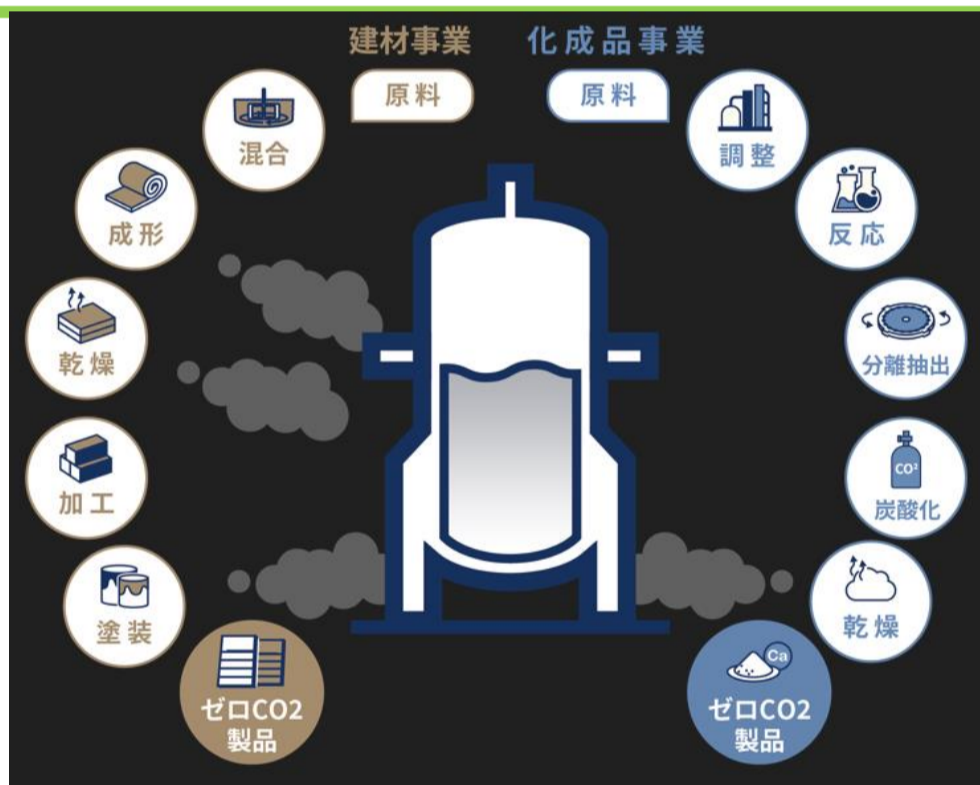 建材事業
原料
混合
成形
乾燥
加工
塗装
ゼロCO2
製品
化成品事業
原料
調整
反応
分離抽出
CO²
炭酸化
乾燥
Ca
ゼロCO2
製品